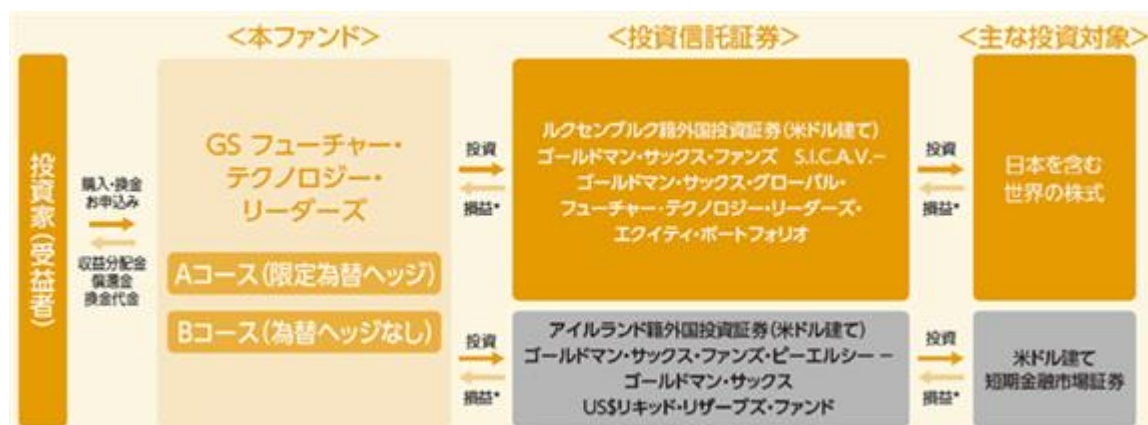 <本ファンド>
<投資信託証券>
<主な投資対象>
投資家(受益者)
購入・換金
お申込み
収益分配金
償還金
換金代金
GS フューチャー・
テクノロジー・
リーダーズ
Aコース(限定為替ヘッジ)
Bコース(為替ヘッジなし)
投資
損益*
ルクセンブルク籍外国投資証券(米ドル建て)
ゴールドマン・サックス・ファンズ S.I.C.A.V.–
ゴールドマン・サックス・グローバル・
フューチャー・テクノロジー・リーダーズ・
エクイティ・ポートフォリオ
投資
損益*
日本を含む
世界の株式
投資
損益*
アイルランド籍外国投資証券(米ドル建て)
ゴールドマン・サックス・ファンズ・ピーエルシー –
ゴールドマン・サックス
US$リキッド・リザーブズ・ファンド
投資
損益*
米ドル建て
短期金融市場証券